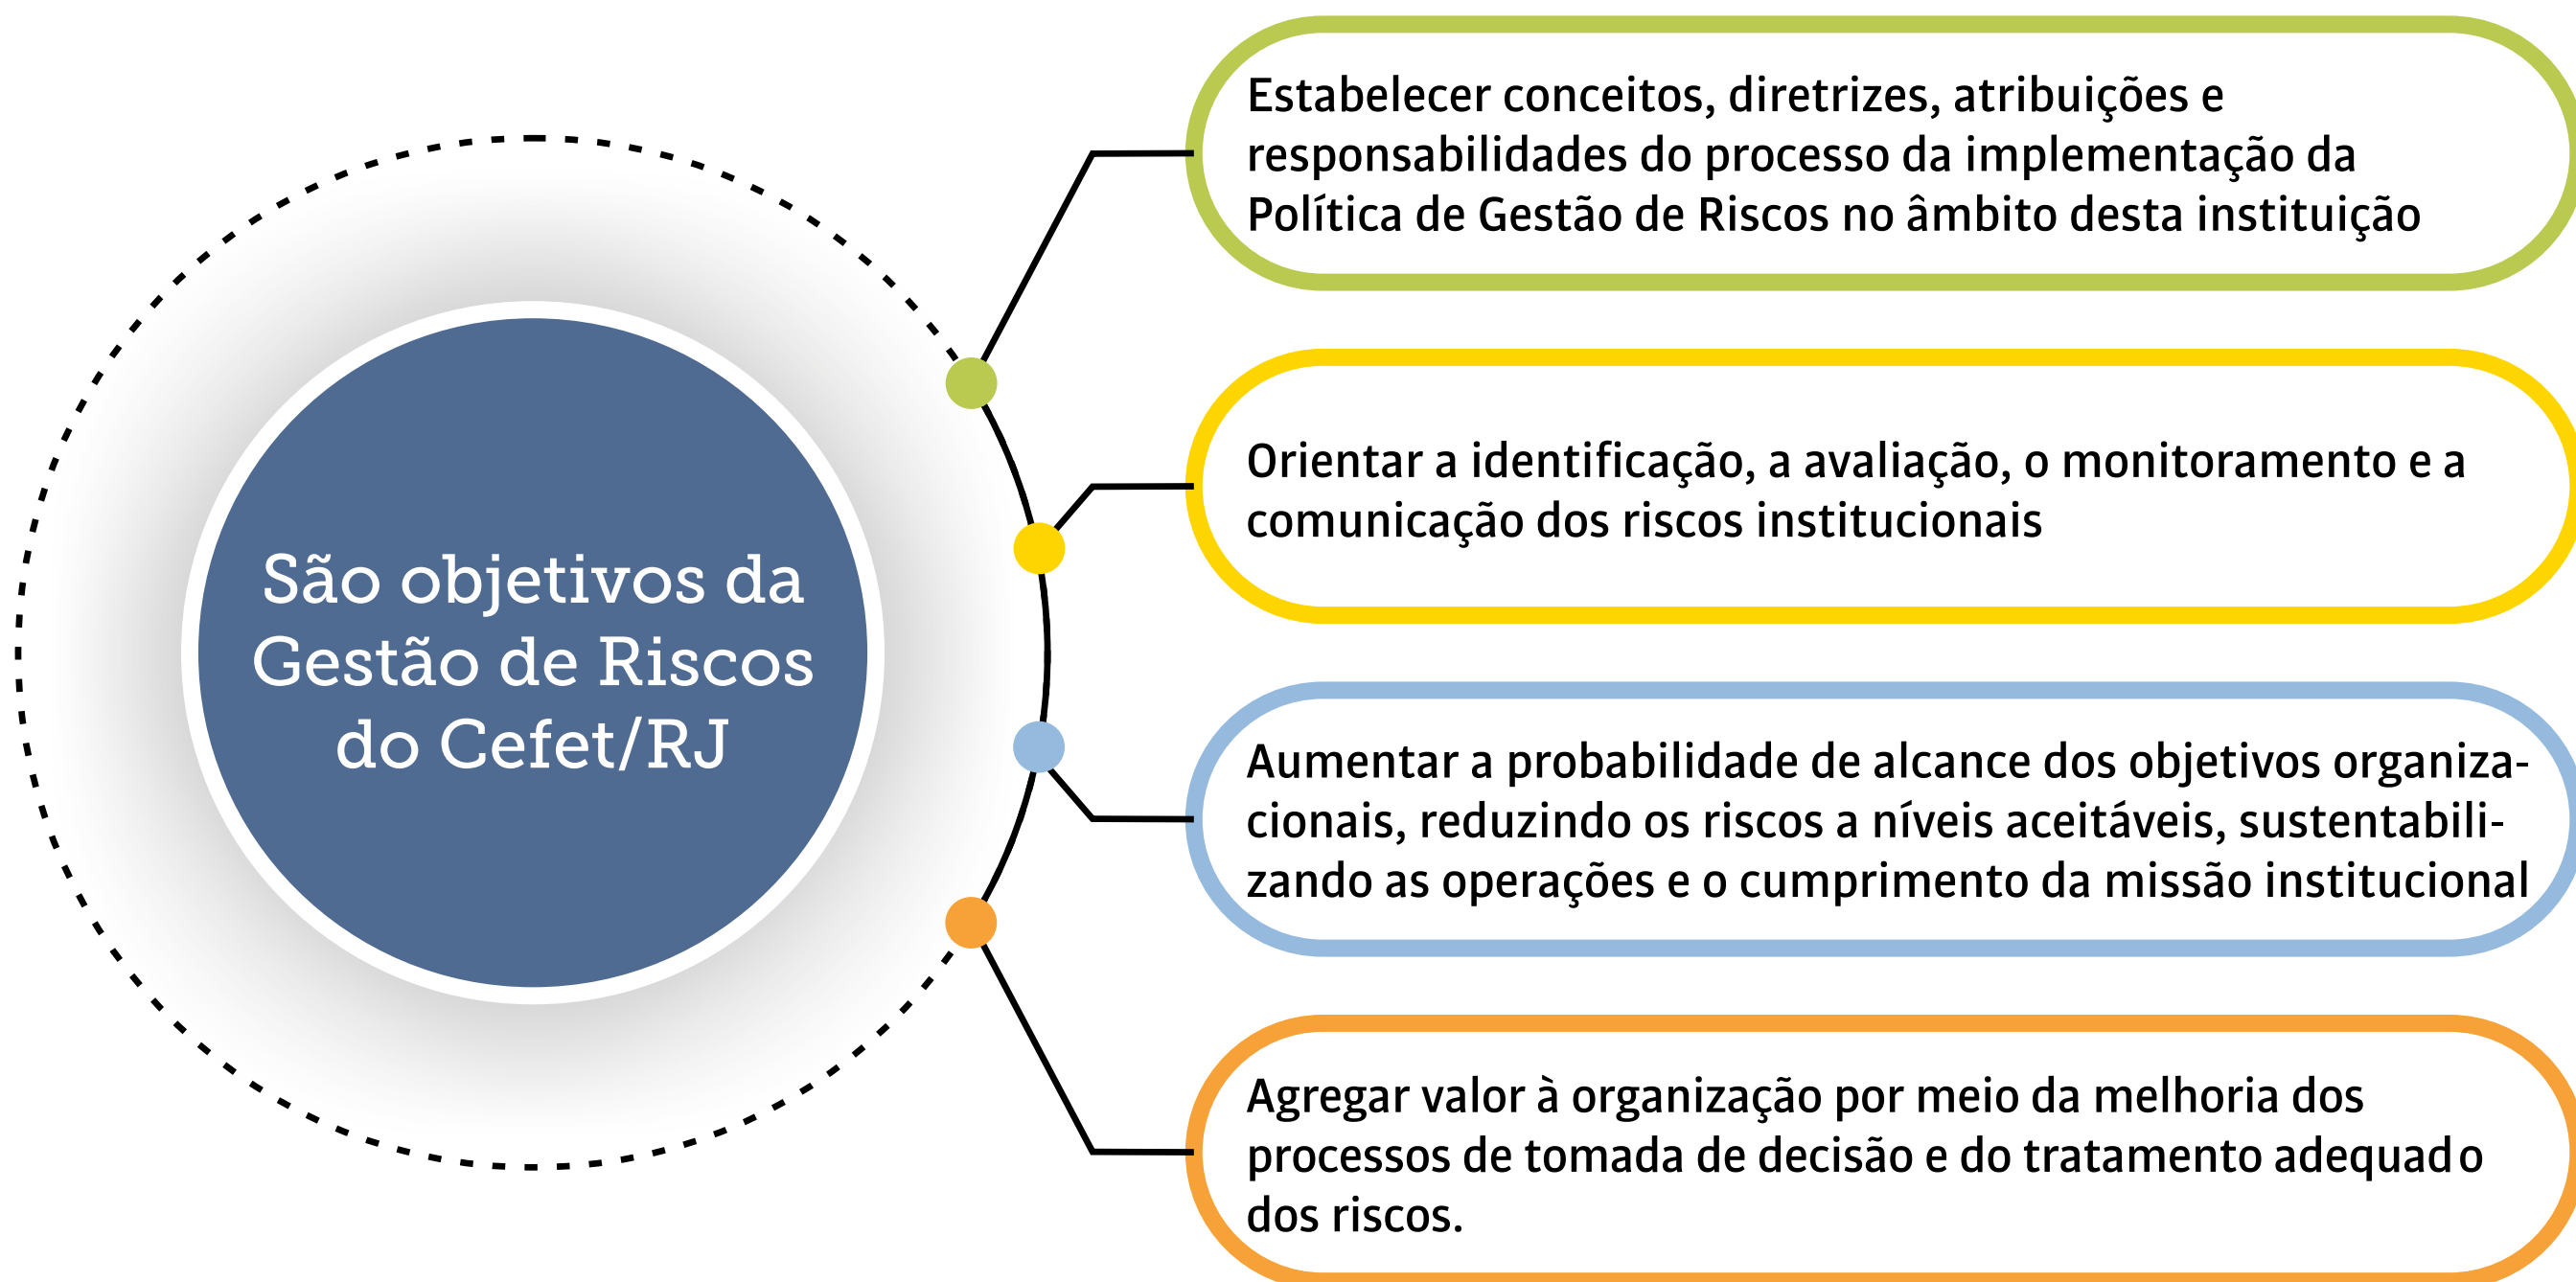 São objetivos da
Gestão de Riscos
do Cefet/RJ
Estabelecer conceitos, diretrizes, atribuições e
responsabilidades do processo da implementação da
Política de Gestão de Riscos no âmbito desta instituição
Orientar a identificação, a avaliação, o monitoramento e a
comunicação dos riscos institucionais
Aumentar a probabilidade de alcance dos objetivos organiza-
cionais, reduzindo os riscos a níveis aceitáveis, sustentabili-
zando as operações e o cumprimento da missão institucional
Agregar valor à organização por meio da melhoria dos
processos de tomada de decisão e do tratamento adequado
dos riscos.